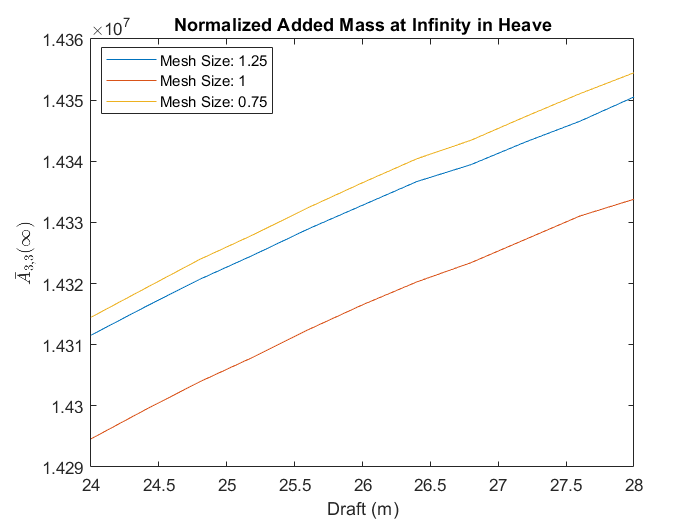 Normalized Added Mass at Infinity in Heave
×10⁷
1.436
1.435
1.434
1.433
1.432
1.431
1.43
1.429
Mesh Size: 1.25
Mesh Size: 1
Mesh Size: 0.75
Ā₃,₃(∞)
24 24.5 25 25.5 26 26.5 27 27.5 28
Draft (m)